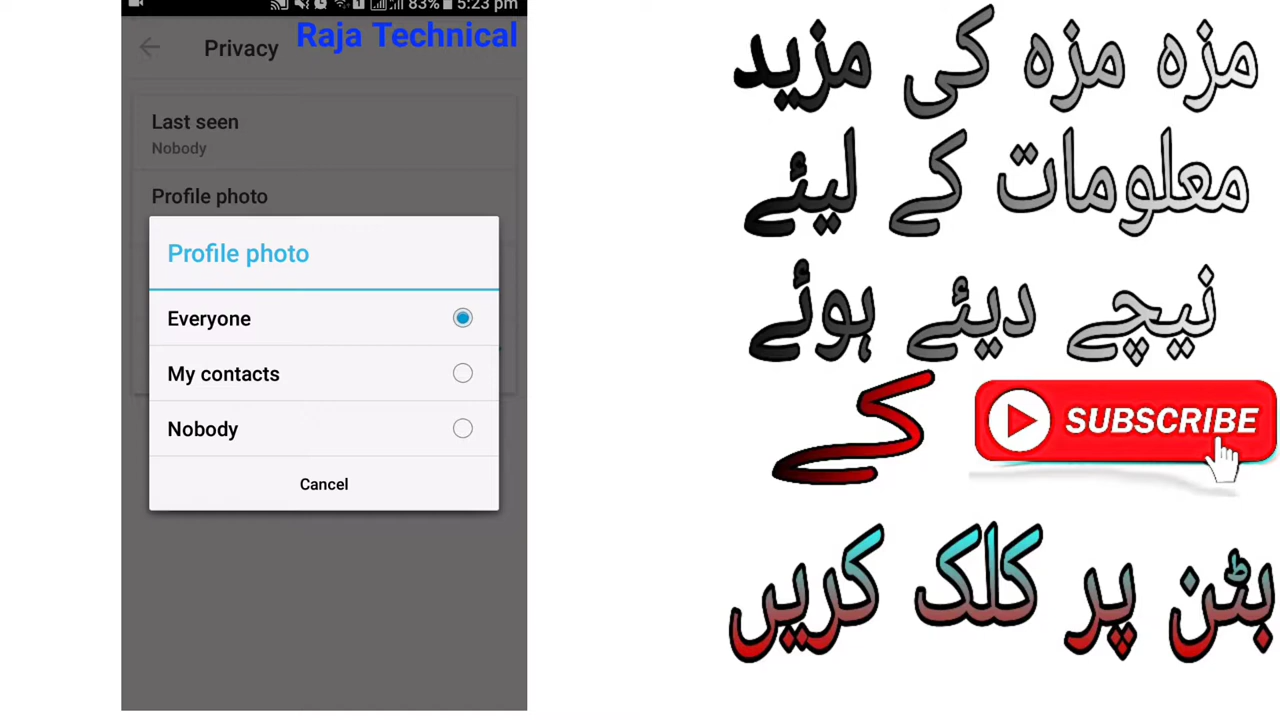 83% 5:23 pm
Raja Technical
Privacy
Last seen
Nobody
Profile photo
Profile photo
Everyone
My contacts
Nobody
Cancel
مزہ مزہ کی مزید
معلومات کے لیئے
نیچے دیئے ہوئے
SUBSCRIBE کے
بٹن پر کلک کریں